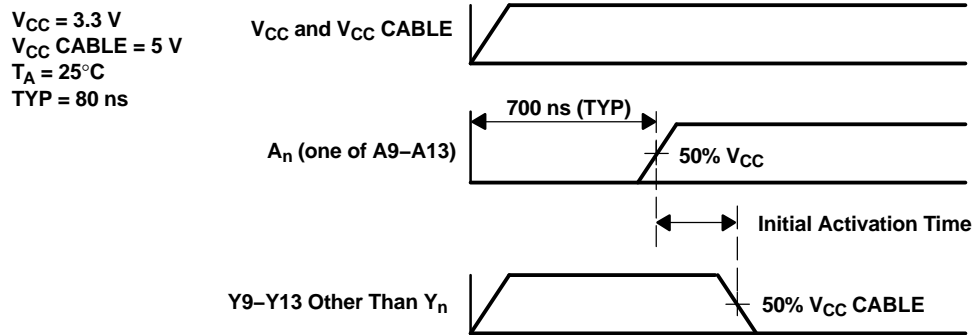 VCC = 3.3 V
VCC CABLE = 5 V
TA = 25°C
TYP = 80 ns
VCC and VCC CABLE
700 ns (TYP)
An (one of A9–A13)
50% VCC
Initial Activation Time
Y9–Y13 Other Than Yn
50% VCC CABLE